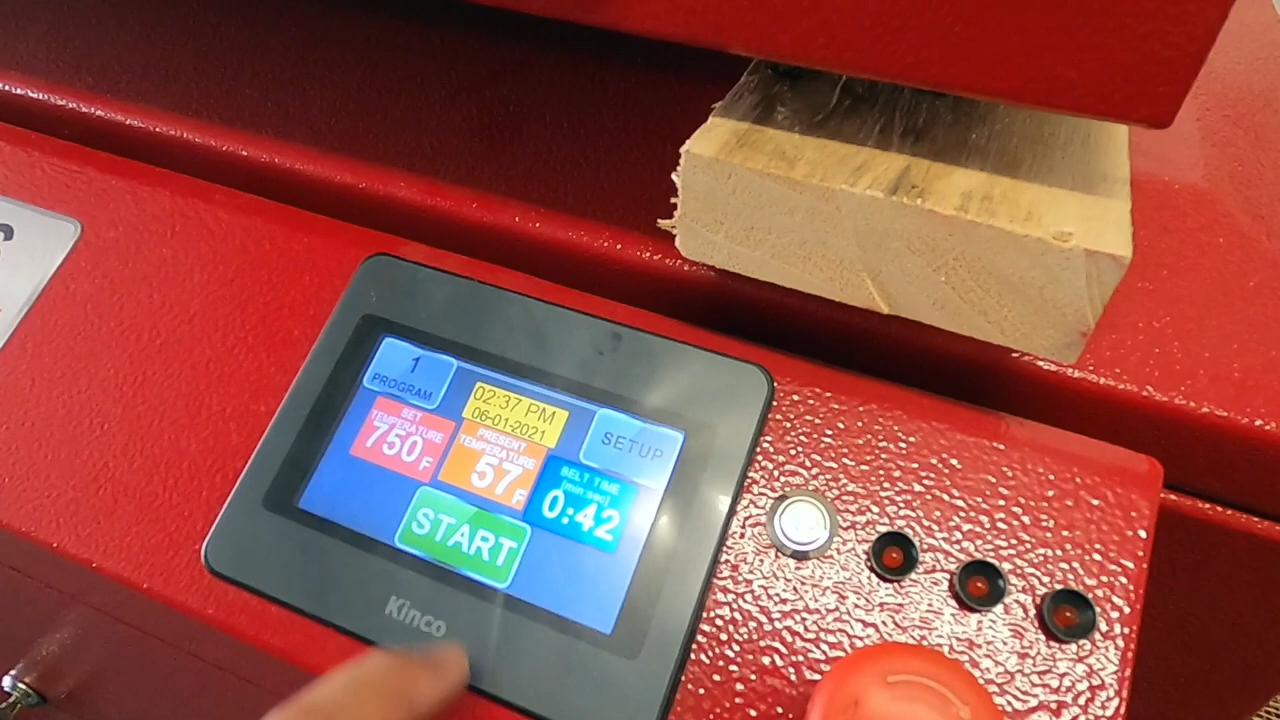 1
PROGRAM
02:37 PM
06-01-2021
SETUP
SET
TEMPERATURE
750 F
PRESENT
TEMPERATURE
57 F
BELT TIME
[min:sec]
0:42
START
Kinco